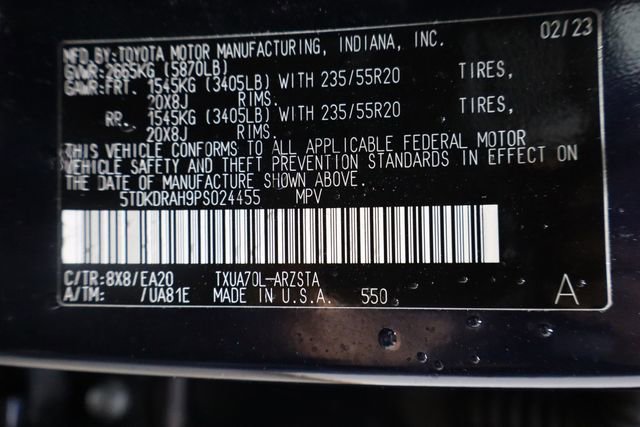 02/23
MFD.BY:TOYOTA MOTOR MANUFACTURING, INDIANA, INC.
GVWR:2665KG (5870LB)
GAWR:FRT. 1545KG (3405LB) WITH 235/55R20 TIRES,
20X8J RIMS.
RR. 1545KG (3405LB) WITH 235/55R20 TIRES,
20X8J RIMS.
THIS VEHICLE CONFORMS TO ALL APPLICABLE FEDERAL MOTOR
VEHICLE SAFETY AND THEFT PREVENTION STANDARDS IN EFFECT ON
THE DATE OF MANUFACTURE SHOWN ABOVE.
5TDKDRAH9PS024455 MPV
C/TR:8X8/EA20 TXUA70L-ARZSTA
A/TM: /UA81E MADE IN U.S.A. 550 A